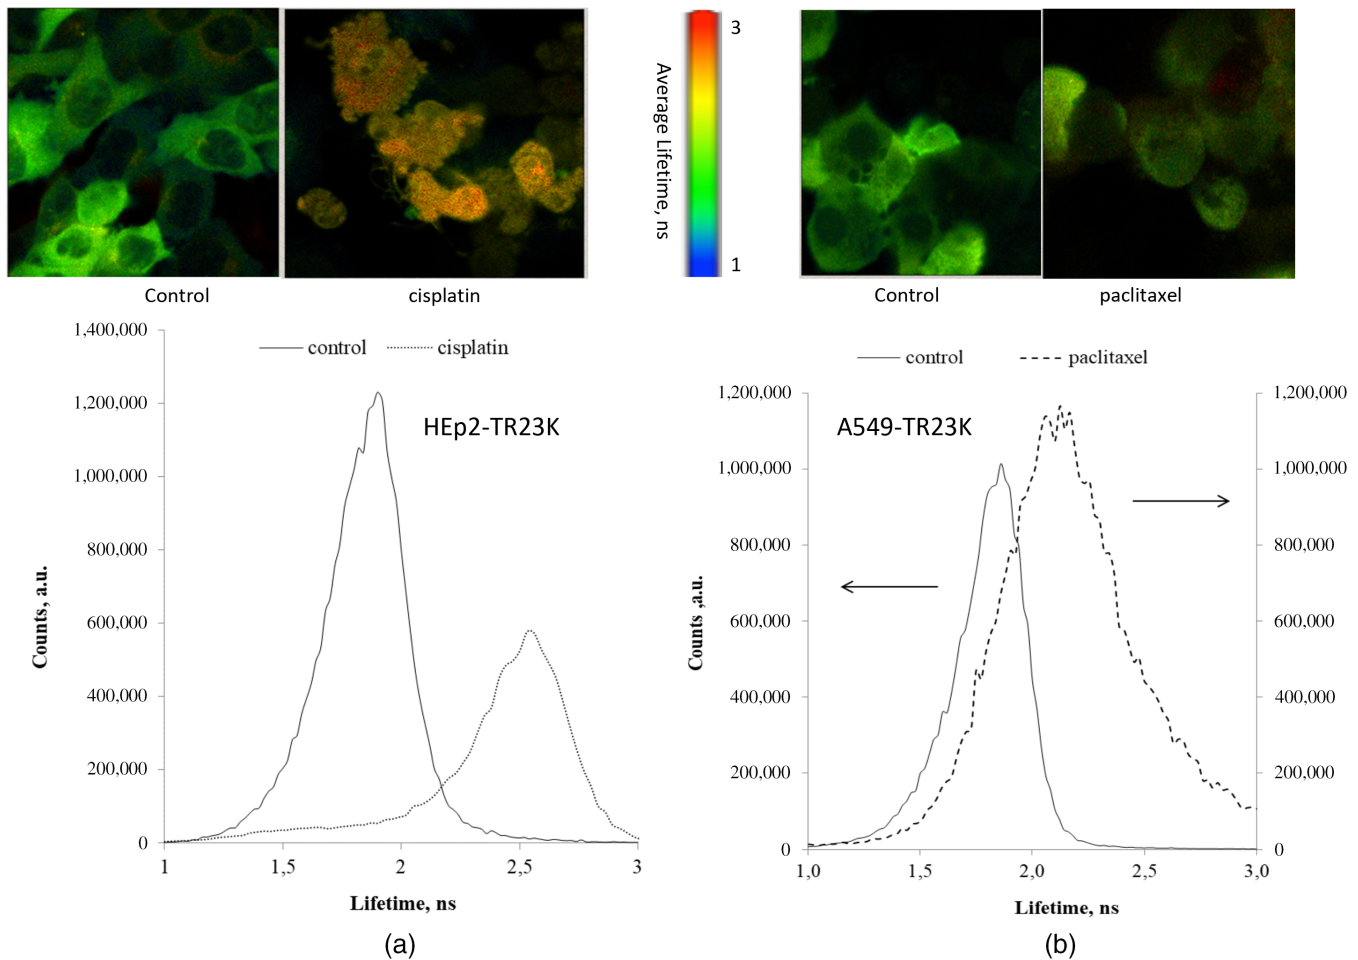 3
Average Lifetime, ns
1
Control
cisplatin
Control
paclitaxel
1,400,000
1,200,000
1,000,000
800,000
600,000
400,000
200,000
0
Counts, a.u.
control
cisplatin
HEp2-TR23K
1
1,5
2
2,5
3
Lifetime, ns
(a)
control
paclitaxel
1,200,000
1,000,000
800,000
600,000
400,000
200,000
0
Counts ,a.u.
A549-TR23K
1,200,000
1,000,000
800,000
600,000
400,000
200,000
0
1,0
1,5
2,0
2,5
3,0
Lifetime, ns
(b)